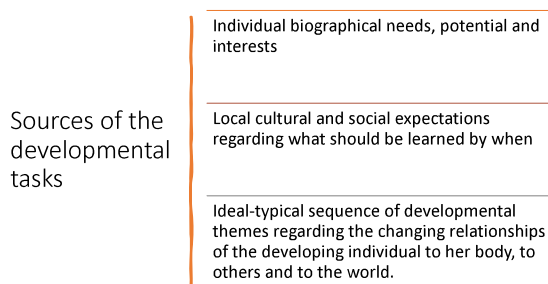 Sources of the
developmental
tasks
Individual biographical needs, potential and
interests
Local cultural and social expectations
regarding what should be learned by when
Ideal-typical sequence of developmental
themes regarding the changing relationships
of the developing individual to her body, to
others and to the world.